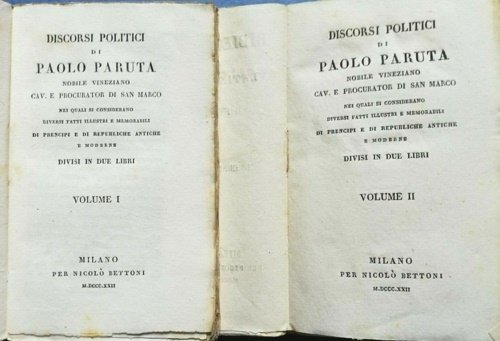 DISCORSI POLITICI
DI
PAOLO PARUTA
NOBILE VINEZIANO
CAV. E PROCURATOR DI SAN MARCO
NEI QUALI SI CONSIDERANO
DIVERSI FATTI ILLUSTRI E MEMORABILI
DI PRENCIPI E DI REPUBLICHE ANTICHE
E MODERNE
DIVISI IN DUE LIBRI
VOLUME I
MILANO
PER NICOLÒ BETTONI
M.DCCC.XXII
DISCORSI POLITICI
DI
PAOLO PARUTA
NOBILE VINEZIANO
CAV. E PROCURATOR DI SAN MARCO
NEI QUALI SI CONSIDERANO
DIVERSI FATTI ILLUSTRI E MEMORABILI
DI PRENCIPI E DI REPUBLICHE ANTICHE
E MODERNE
DIVISI IN DUE LIBRI
VOLUME II
MILANO
PER NICOLÒ BETTONI
M.DCCC.XXII